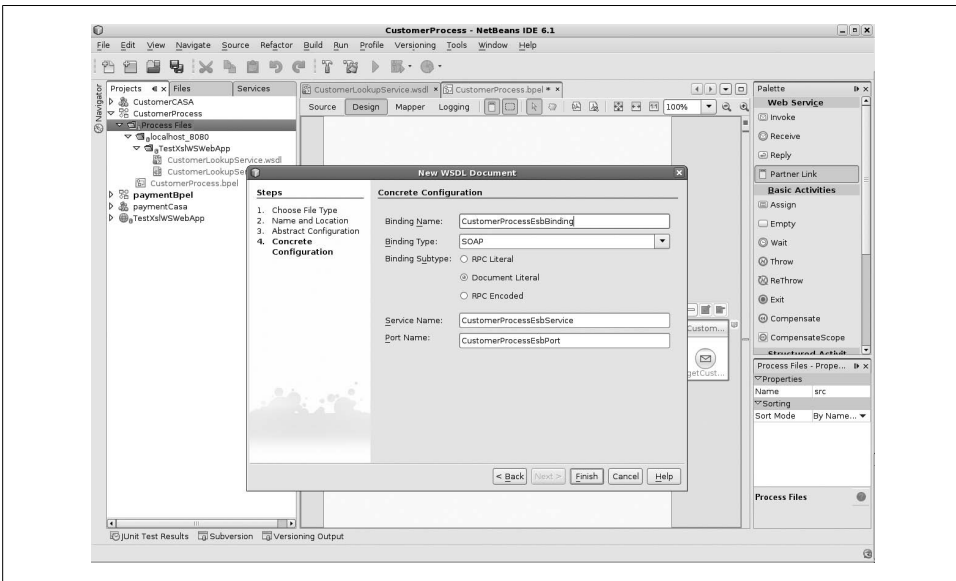 CustomerProcess - NetBeans IDE 6.1
File Edit View Navigate Source Refactor Build Run Profile Versioning Tools Window Help
Projects Files Services
Navigator
CustomerCASA
CustomerProcess
Process Files
localhost_8080
TestXslWSWebApp
CustomerLookupService.wsdl
CustomerLookupSer
CustomerProcess.bpel
paymentBpel
paymentCasa
TestXslWSWebApp
CustomerLookupService.wsdl × CustomerProcess.bpel * ×
Source Design Mapper Logging 100%
New WSDL Document
Steps
1. Choose File Type
2. Name and Location
3. Abstract Configuration
4. Concrete
Configuration
Concrete Configuration
Binding Name: CustomerProcessEsbBinding
Binding Type: SOAP
Binding Subtype: RPC Literal
Document Literal
RPC Encoded
Service Name: CustomerProcessEsbService
Port Name: CustomerProcessEsbPort
< Back Next > Finish Cancel Help
Custom...
getCust...
Palette
Web Service
Invoke
Receive
Reply
Partner Link
Basic Activities
Assign
Empty
Wait
Throw
ReThrow
Exit
Compensate
CompensateScope
Structured Activit
Process Files - Prope...
Properties
Name src
Sorting
Sort Mode By Name...
Process Files
JUnit Test Results Subversion Versioning Output